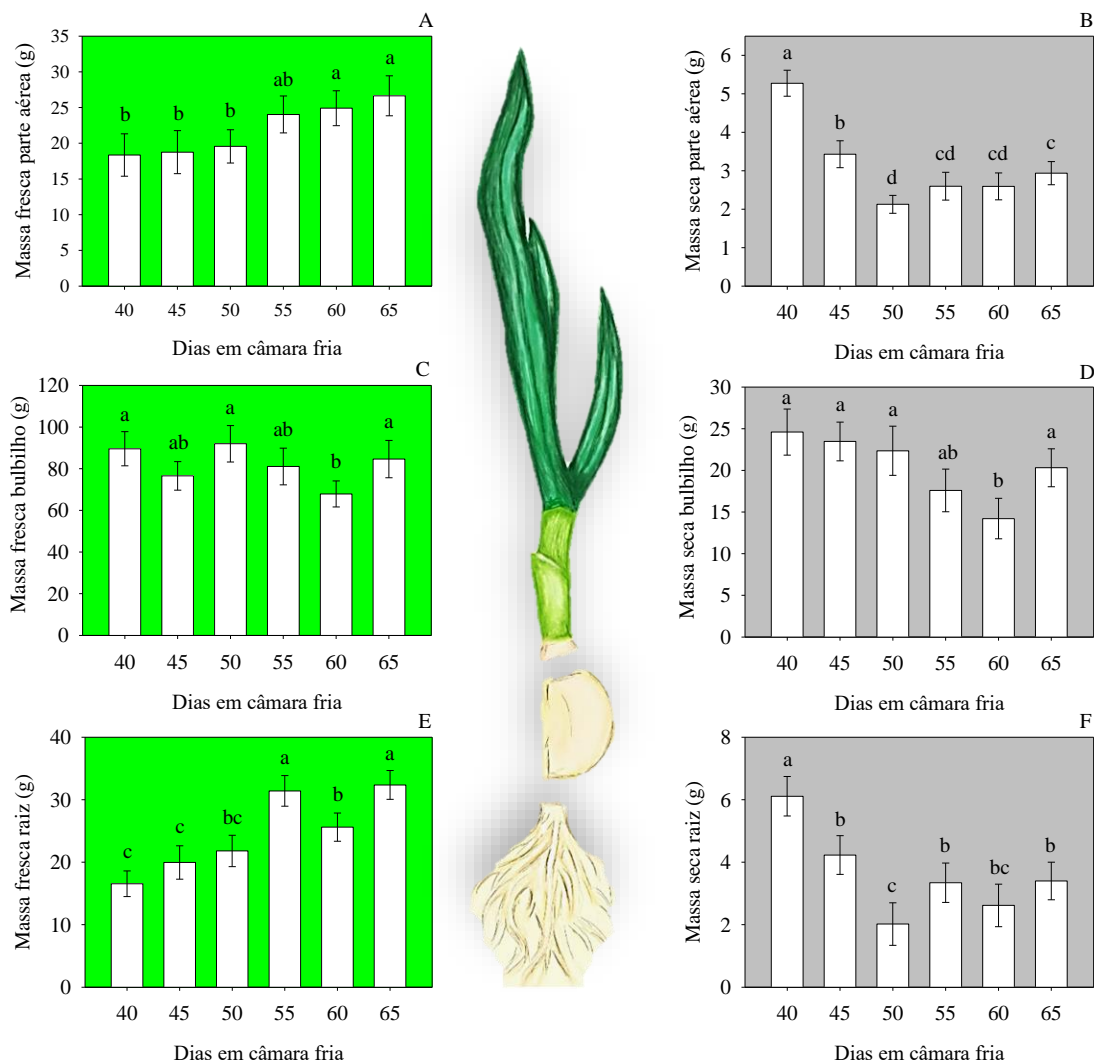 A
Massa fresca parte aérea (g)
35
30
25
20
15
10
5
0
b b b ab a a
40 45 50 55 60 65
Dias em câmara fria
B
Massa seca parte aérea (g)
6
5
4
3
2
1
0
a b d cd cd c
40 45 50 55 60 65
Dias em câmara fria
C
Massa fresca bulbilho (g)
120
100
80
60
40
20
0
a ab a ab b a
40 45 50 55 60 65
Dias em câmara fria
D
Massa seca bulbilho (g)
30
25
20
15
10
5
0
a a a ab b a
40 45 50 55 60 65
Dias em câmara fria
E
Massa fresca raiz (g)
40
30
20
10
0
c c bc a b a
40 45 50 55 60 65
Dias em câmara fria
F
Massa seca raiz (g)
8
6
4
2
0
a b c b bc b
40 45 50 55 60 65
Dias em câmara fria